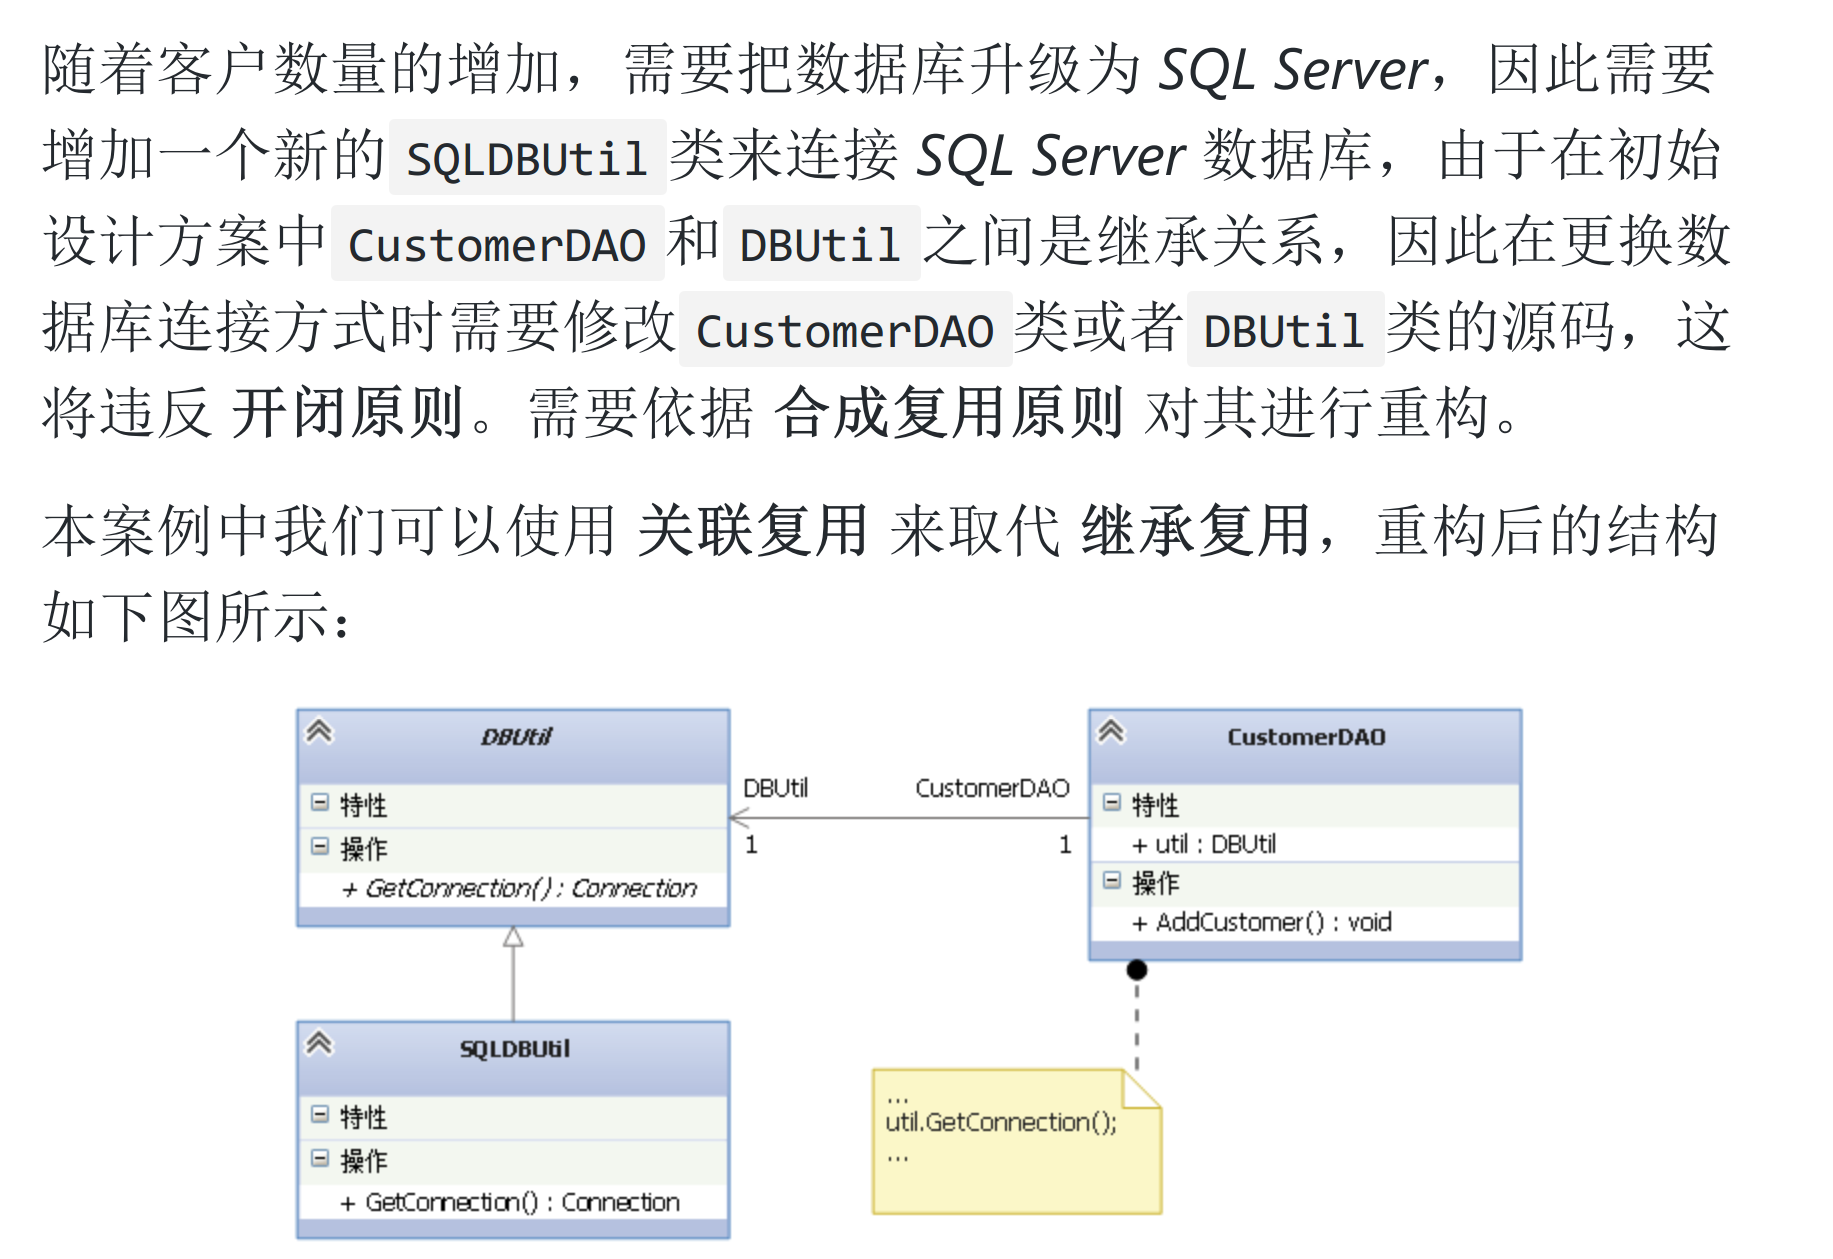 随着客户数量的增加，需要把数据库升级为 SQL Server，因此需要
增加一个新的 SQLDBUtil 类来连接 SQL Server 数据库，由于在初始
设计方案中 CustomerDAO 和 DBUtil 之间是继承关系，因此在更换数
据库连接方式时需要修改 CustomerDAO 类或者 DBUtil 类的源码，这
将违反 开闭原则。需要依据 合成复用原则 对其进行重构。
本案例中我们可以使用 关联复用 来取代 继承复用，重构后的结构
如下图所示：
DBUtil
特性
操作
+ GetConnection() : Connection
DBUtil
CustomerDAO
1
1
CustomerDAO
特性
+ util : DBUtil
操作
+ AddCustomer() : void
SQLDBUtil
特性
操作
+ GetConnection() : Connection
...
util.GetConnection();
...